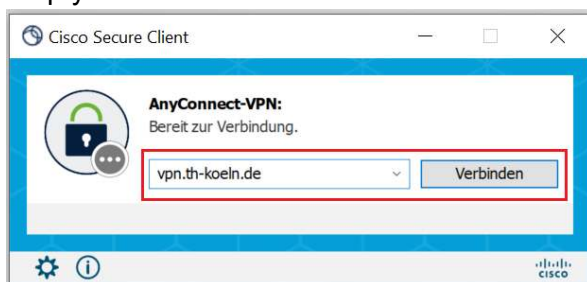 Cisco Secure Client
AnyConnect-VPN:
Bereit zur Verbindung.
vpn.th-koeln.de
Verbinden
cisco